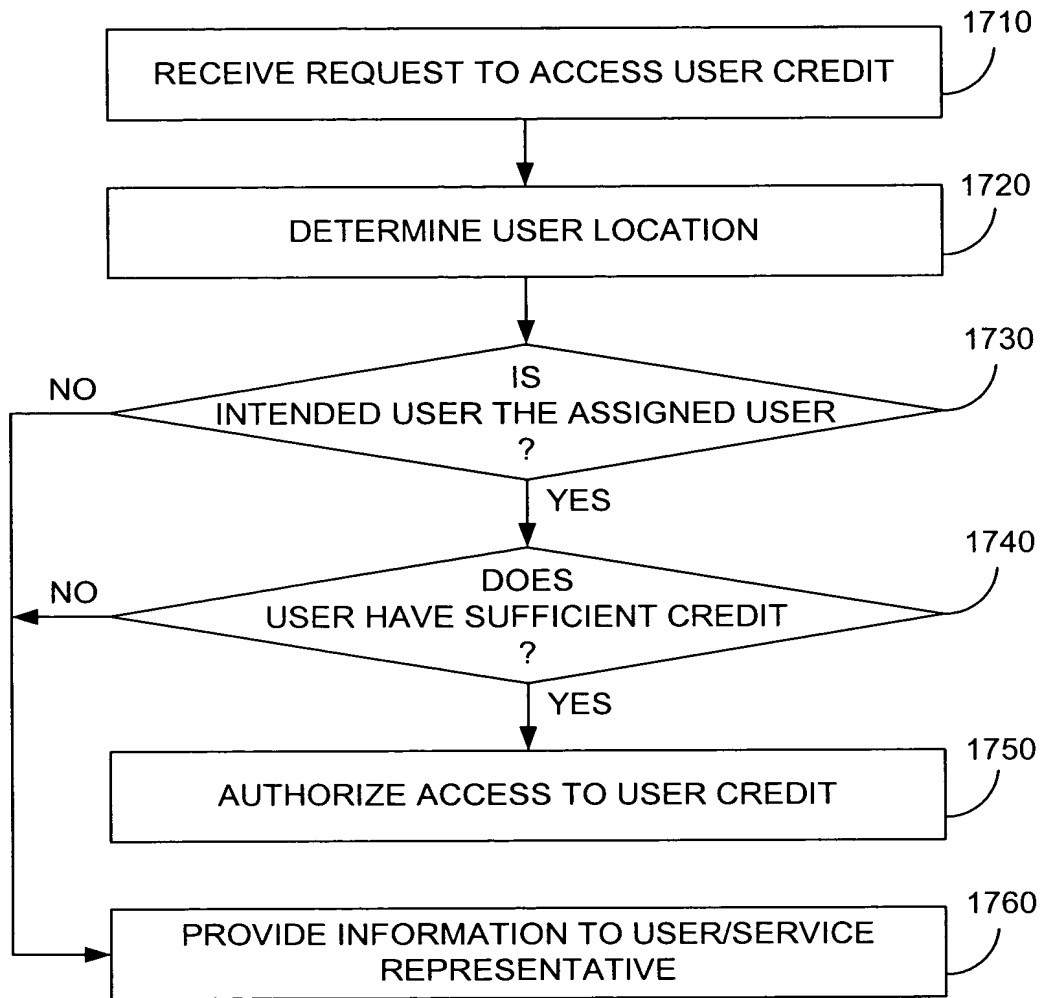 1710
RECEIVE REQUEST TO ACCESS USER CREDIT
1720
DETERMINE USER LOCATION
1730
NO
IS
INTENDED USER THE ASSIGNED USER
?
YES
1740
NO
DOES
USER HAVE SUFFICIENT CREDIT
?
YES
1750
AUTHORIZE ACCESS TO USER CREDIT
1760
PROVIDE INFORMATION TO USER/SERVICE
REPRESENTATIVE